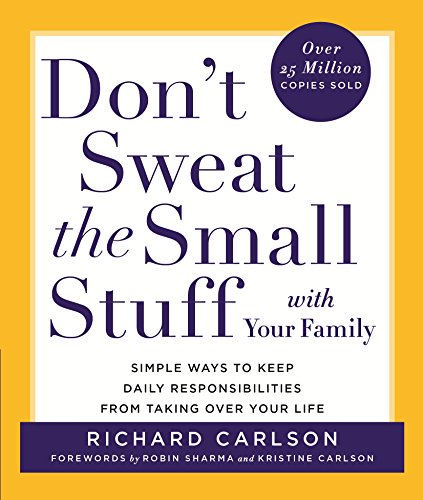 Over
25 Million
COPIES SOLD
Don't
Sweat
the Small
Stuff with
Your Family
SIMPLE WAYS TO KEEP
DAILY RESPONSIBILITIES
FROM TAKING OVER YOUR LIFE
RICHARD CARLSON
FOREWORDS by ROBIN SHARMA and KRISTINE CARLSON